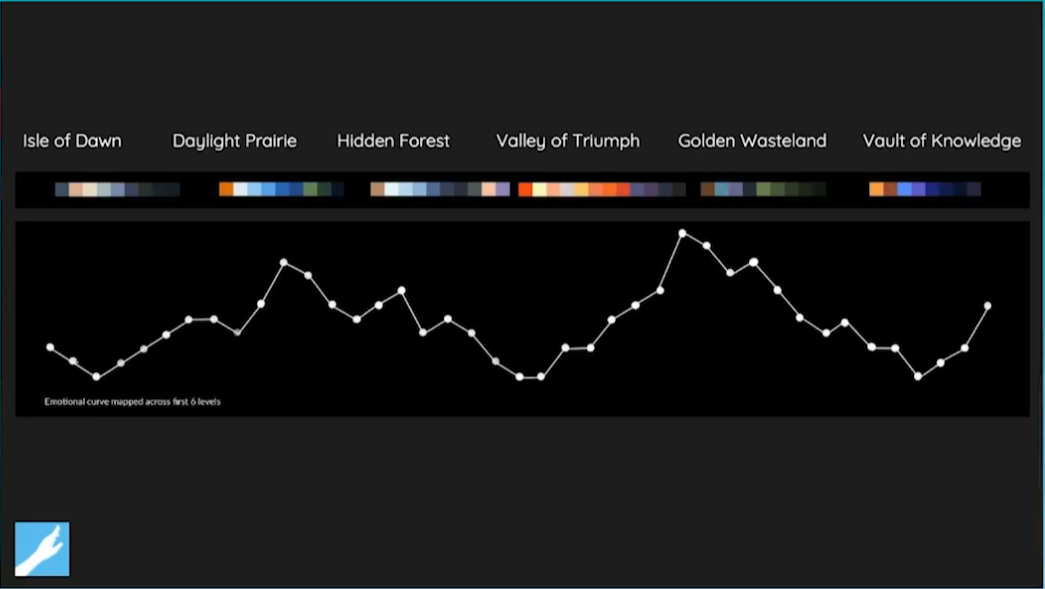 Isle of Dawn
Daylight Prairie
Hidden Forest
Valley of Triumph
Golden Wasteland
Vault of Knowledge
Emotional curve mapped across first 6 levels